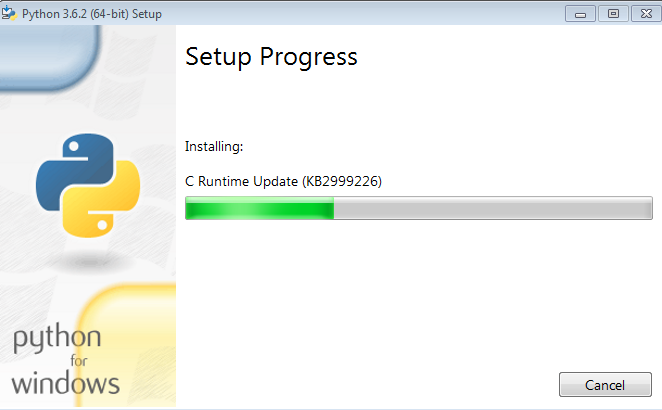 Python 3.6.2 (64-bit) Setup
Setup Progress
Installing:
C Runtime Update (KB2999226)
python
for
windows
Cancel